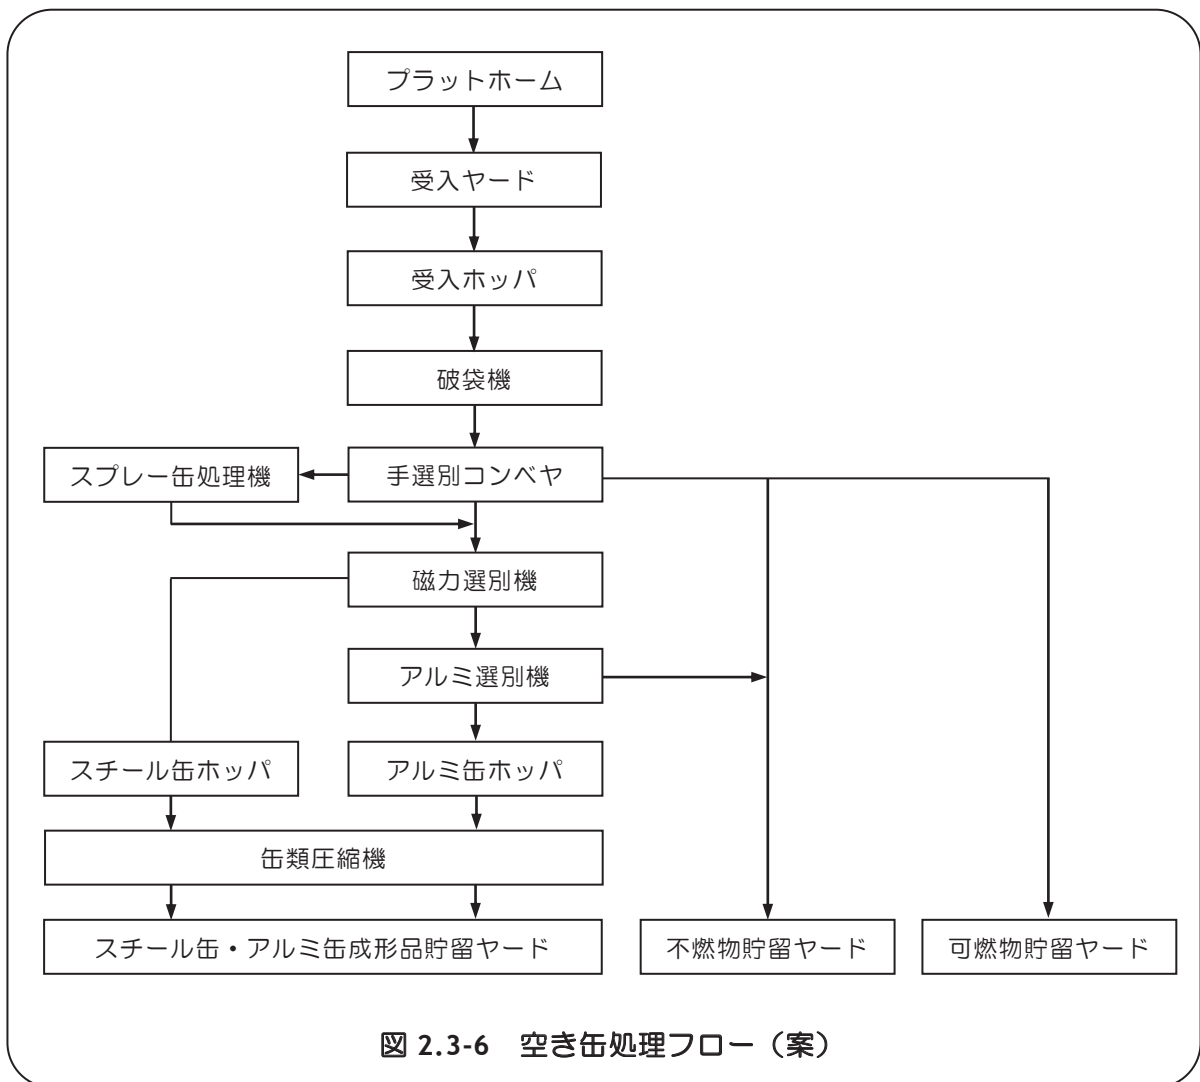 プラットホーム
受入ヤード
受入ホッパ
破袋機
スプレー缶処理機
手選別コンベヤ
磁力選別機
アルミ選別機
スチール缶ホッパ
アルミ缶ホッパ
缶類圧縮機
スチール缶・アルミ缶成形品貯留ヤード
不燃物貯留ヤード
可燃物貯留ヤード
図 2.3-6 空き缶処理フロー（案）